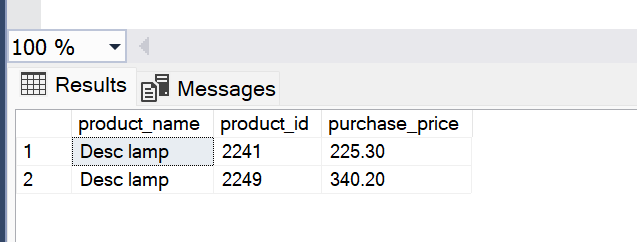 100 %
Results Messages
product_name product_id purchase_price
1 Desc lamp 2241 225.30
2 Desc lamp 2249 340.20